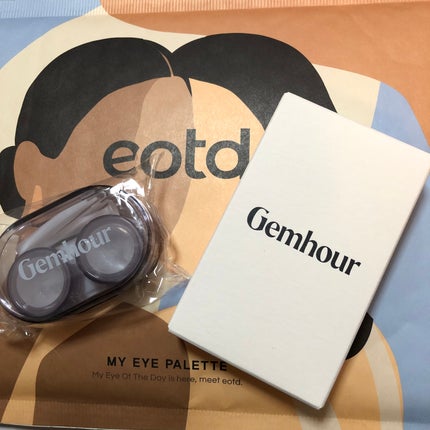 eotd
Gemhour
Gemhour
MY EYE PALETTE
My Eye Of The Day is here, meet eotd.